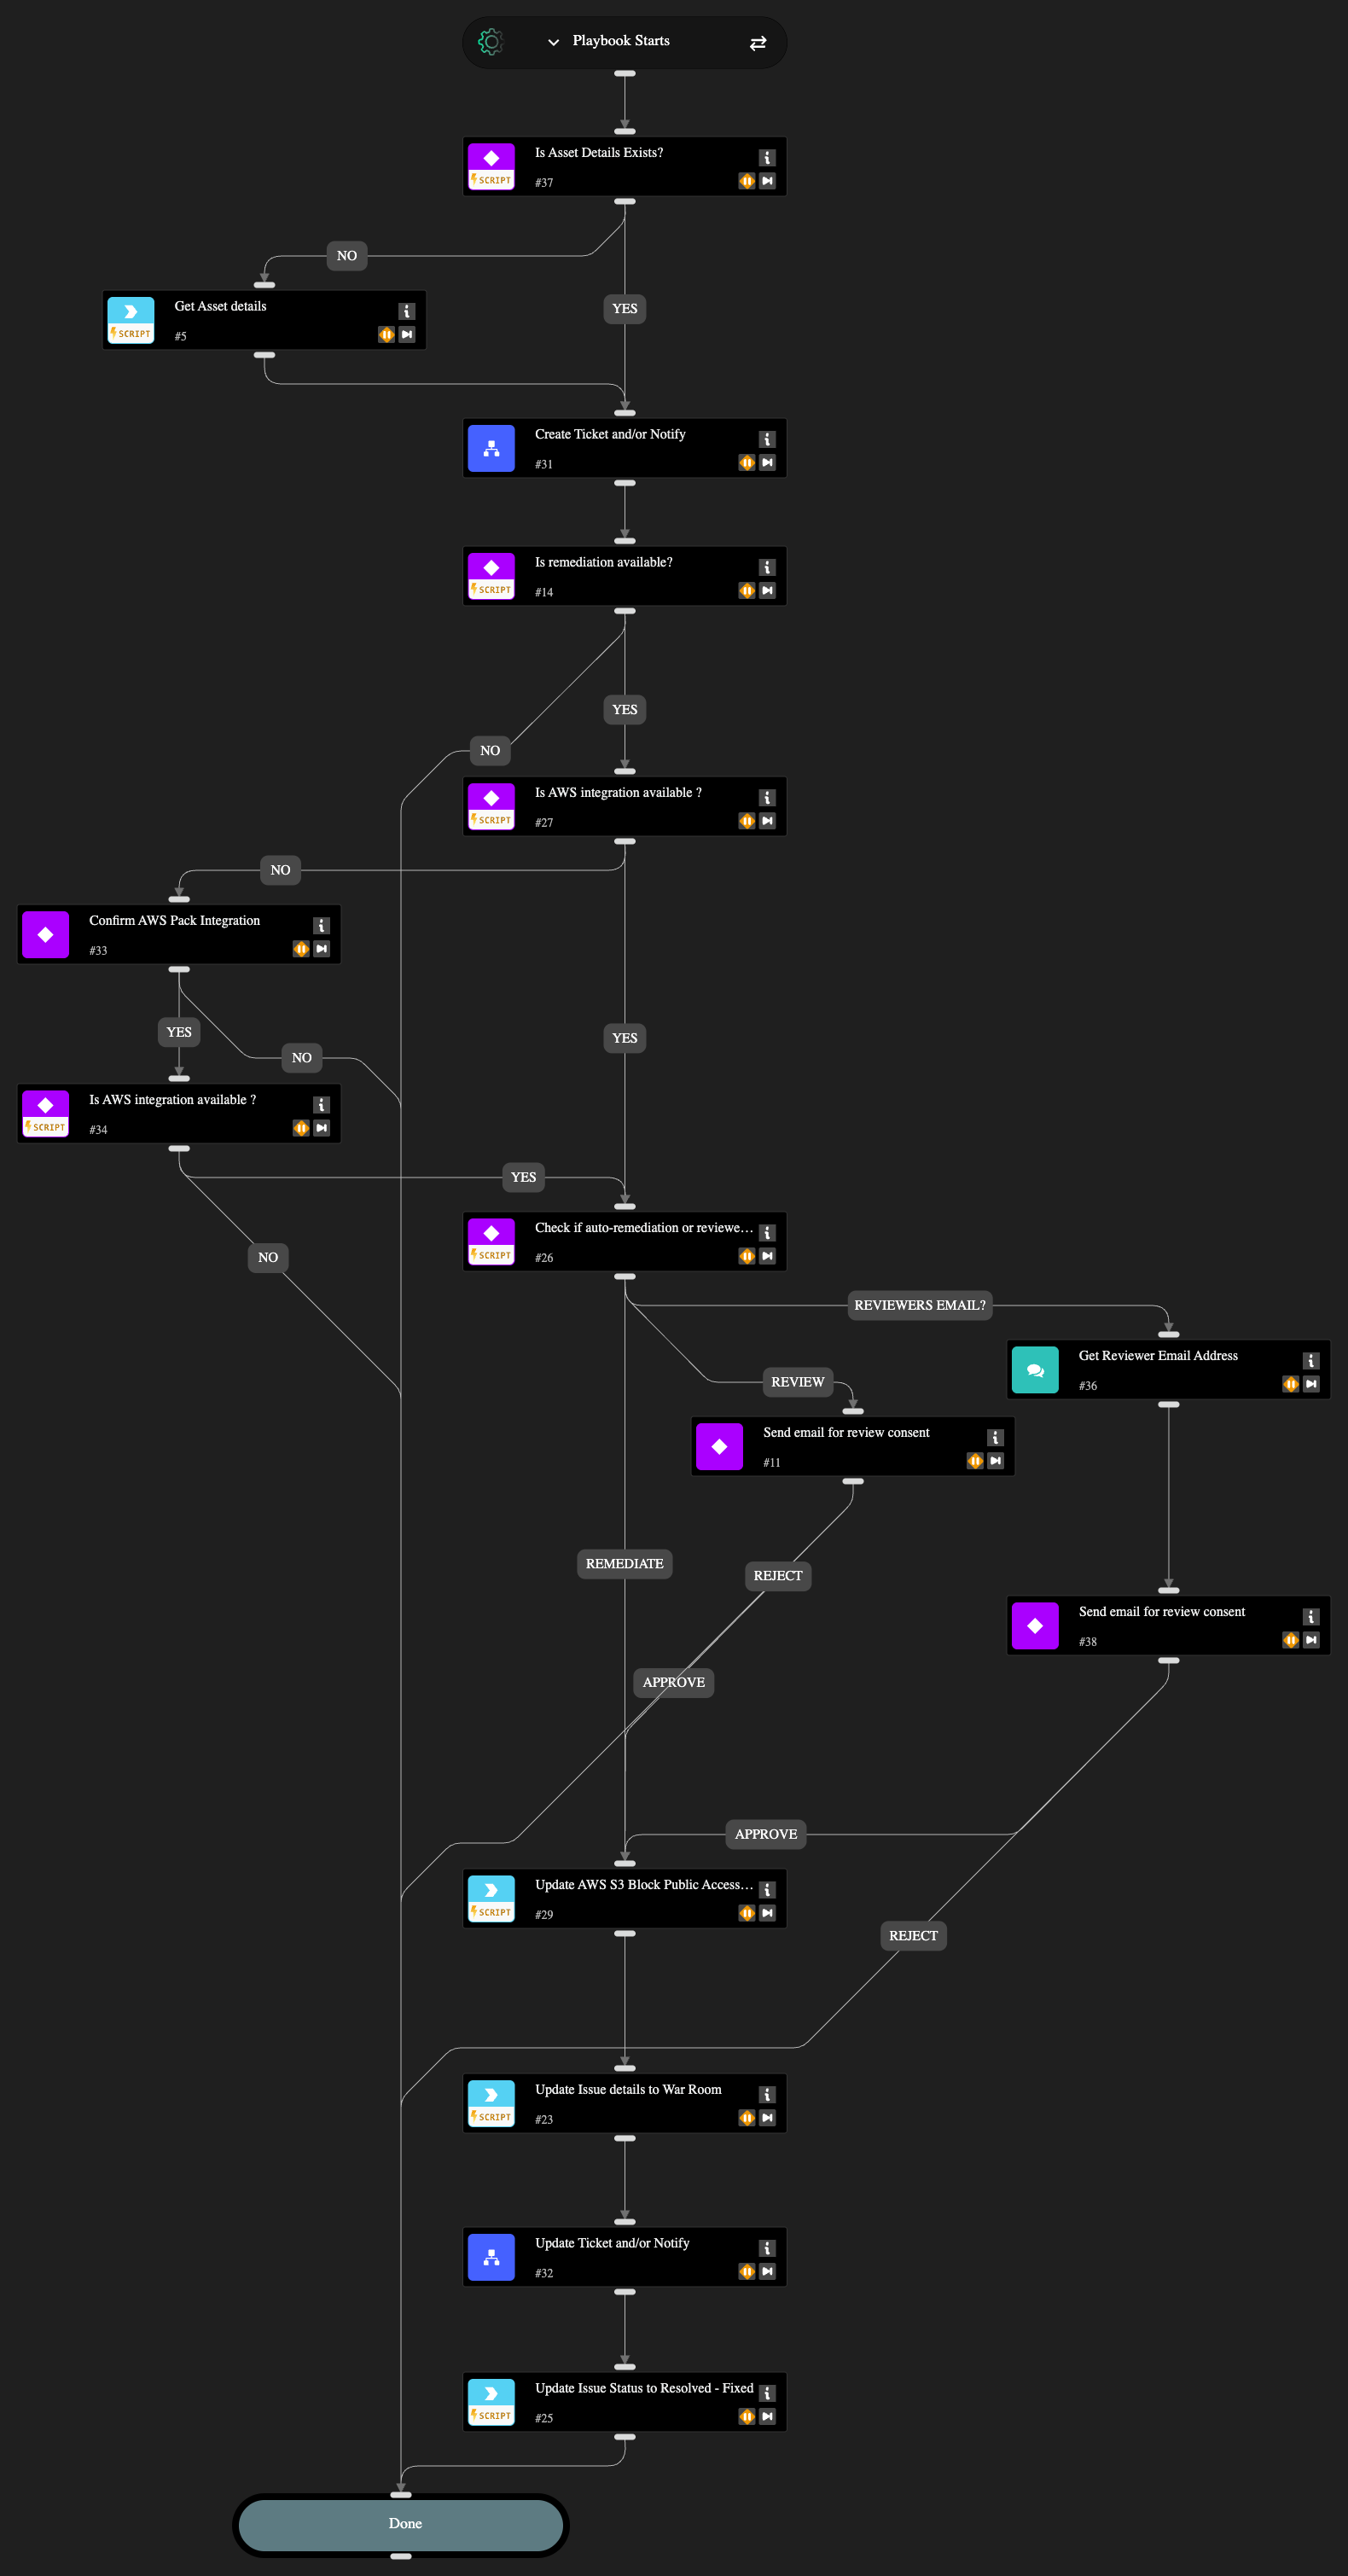 Playbook Starts
Is Asset Details Exists?
SCRIPT
#37
NO
YES
Get Asset details
SCRIPT
#5
Create Ticket and/or Notify
#31
Is remediation available?
SCRIPT
#14
YES
NO
Is AWS integration available ?
SCRIPT
#27
NO
Confirm AWS Pack Integration
#33
YES
YES
NO
Is AWS integration available ?
SCRIPT
#34
YES
Check if auto-remediation or reviewe...
SCRIPT
#26
NO
REVIEWERS EMAIL?
Get Reviewer Email Address
#36
REVIEW
Send email for review consent
#11
REMEDIATE
REJECT
Send email for review consent
#38
APPROVE
APPROVE
Update AWS S3 Block Public Access...
SCRIPT
#29
REJECT
Update Issue details to War Room
SCRIPT
#23
Update Ticket and/or Notify
#32
Update Issue Status to Resolved - Fixed
SCRIPT
#25
Done